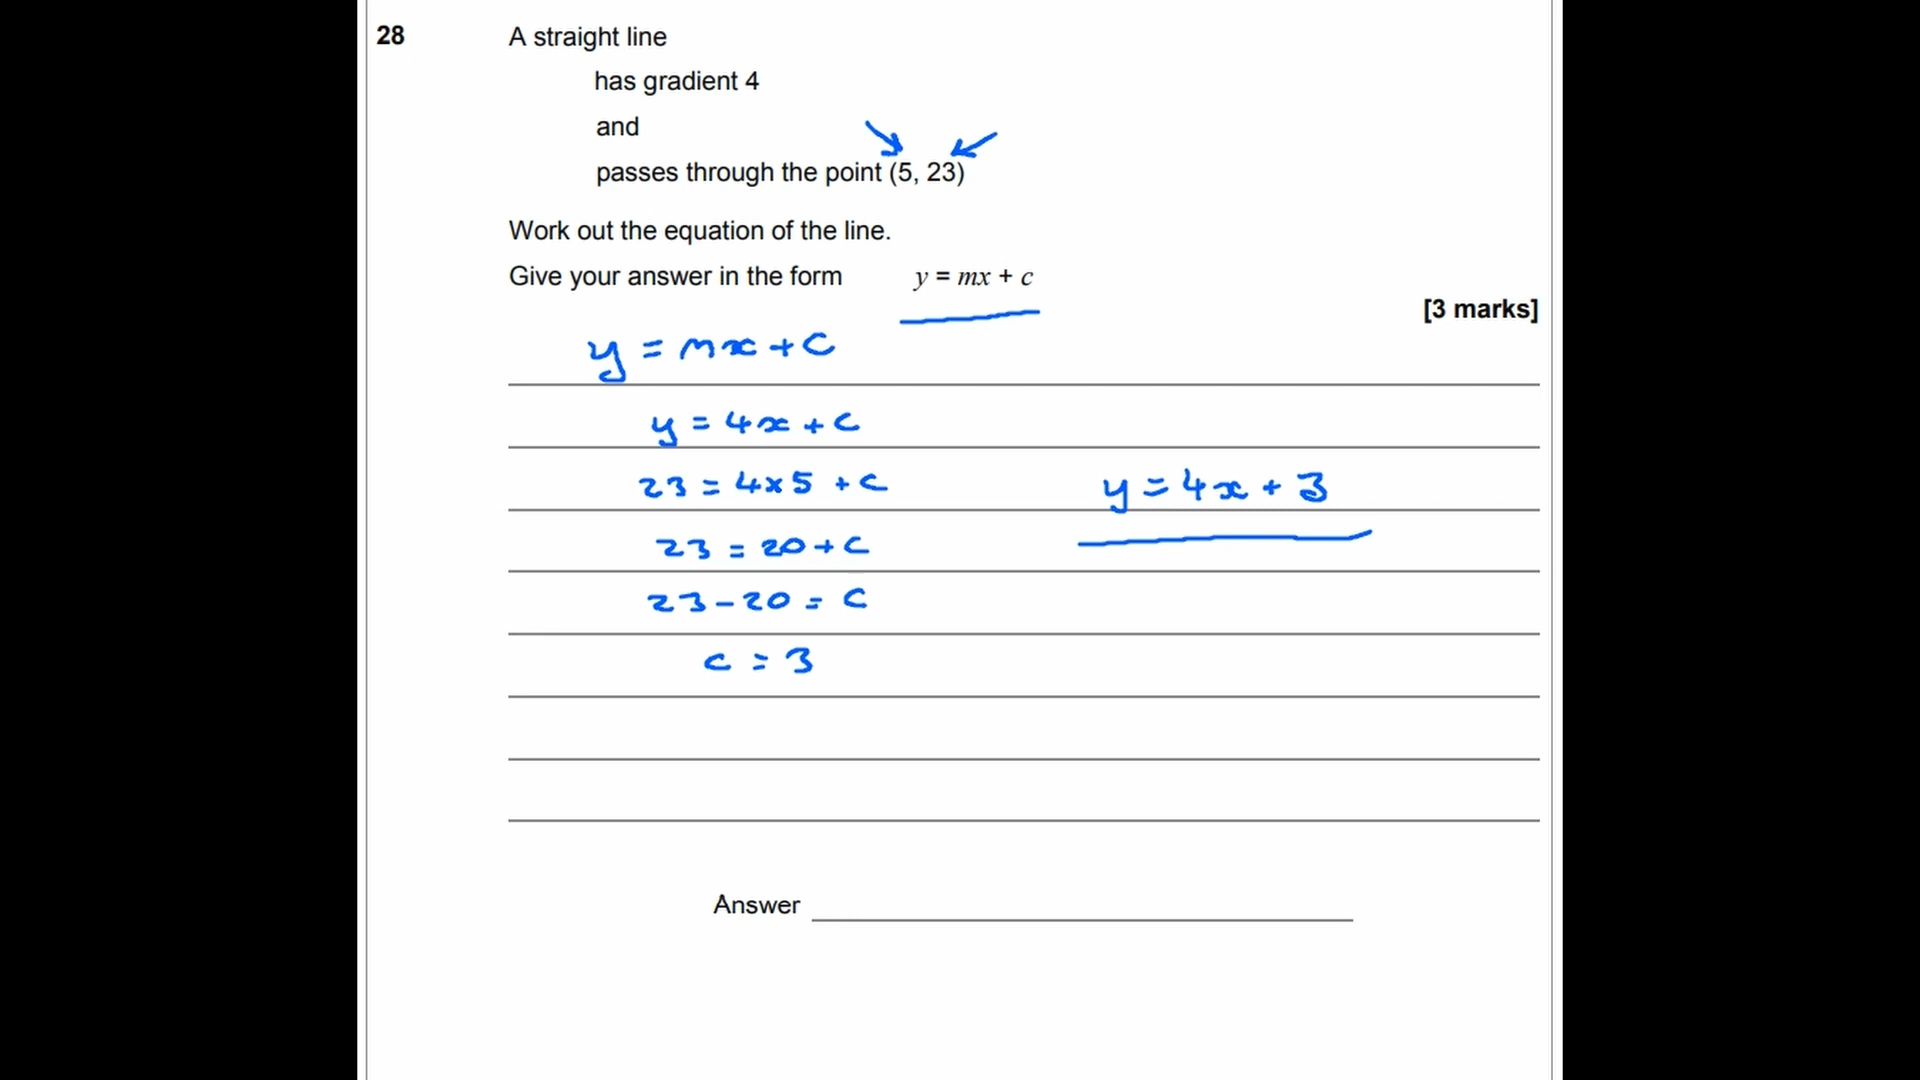 28 A straight line
has gradient 4
and
passes through the point (5, 23)
Work out the equation of the line.
Give your answer in the form y = mx + c
[3 marks]
y = mx + c
y = 4x + c
23 = 4×5 + c
y = 4x + 3
23 = 20 + c
23 - 20 = c
c = 3
Answer